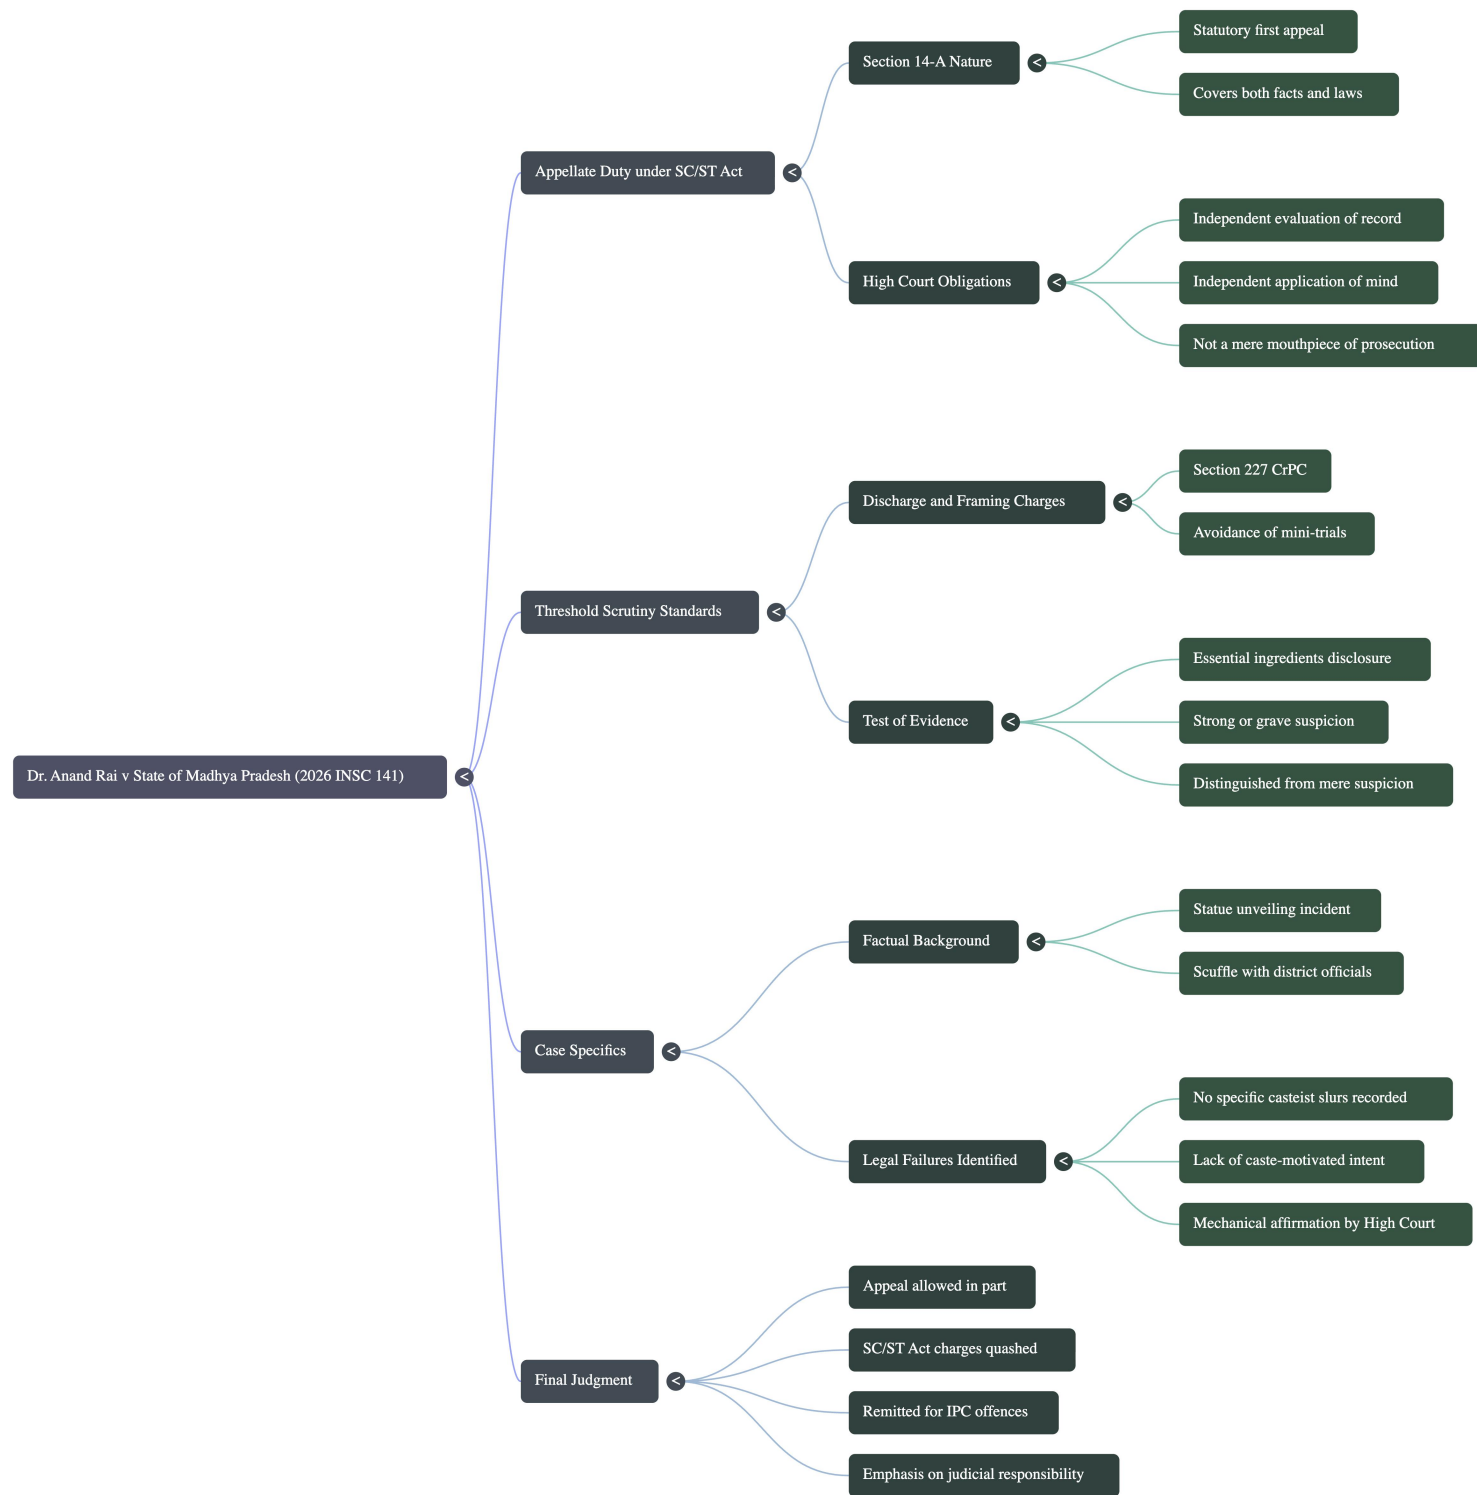 Dr. Anand Rai v State of Madhya Pradesh (2026 INSC 141)
<
Appellate Duty under SC/ST Act
<
Section 14-A Nature
<
Statutory first appeal
Covers both facts and laws
High Court Obligations
<
Independent evaluation of record
Independent application of mind
Not a mere mouthpiece of prosecution
Threshold Scrutiny Standards
<
Discharge and Framing Charges
<
Section 227 CrPC
Avoidance of mini-trials
Test of Evidence
<
Essential ingredients disclosure
Strong or grave suspicion
Distinguished from mere suspicion
Case Specifics
<
Factual Background
<
Statue unveiling incident
Scuffle with district officials
Legal Failures Identified
<
No specific casteist slurs recorded
Lack of caste-motivated intent
Mechanical affirmation by High Court
Final Judgment
<
Appeal allowed in part
SC/ST Act charges quashed
Remitted for IPC offences
Emphasis on judicial responsibility